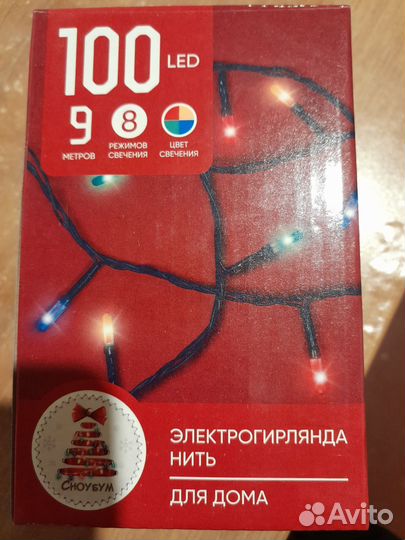 100 LED
9
МЕТРОВ
8
РЕЖИМОВ
СВЕЧЕНИЯ
ЦВЕТ
СВЕЧЕНИЯ
СНОУБУМ
ЭЛЕКТРОГИРЛЯНДА
НИТЬ
ДЛЯ ДОМА
Avito